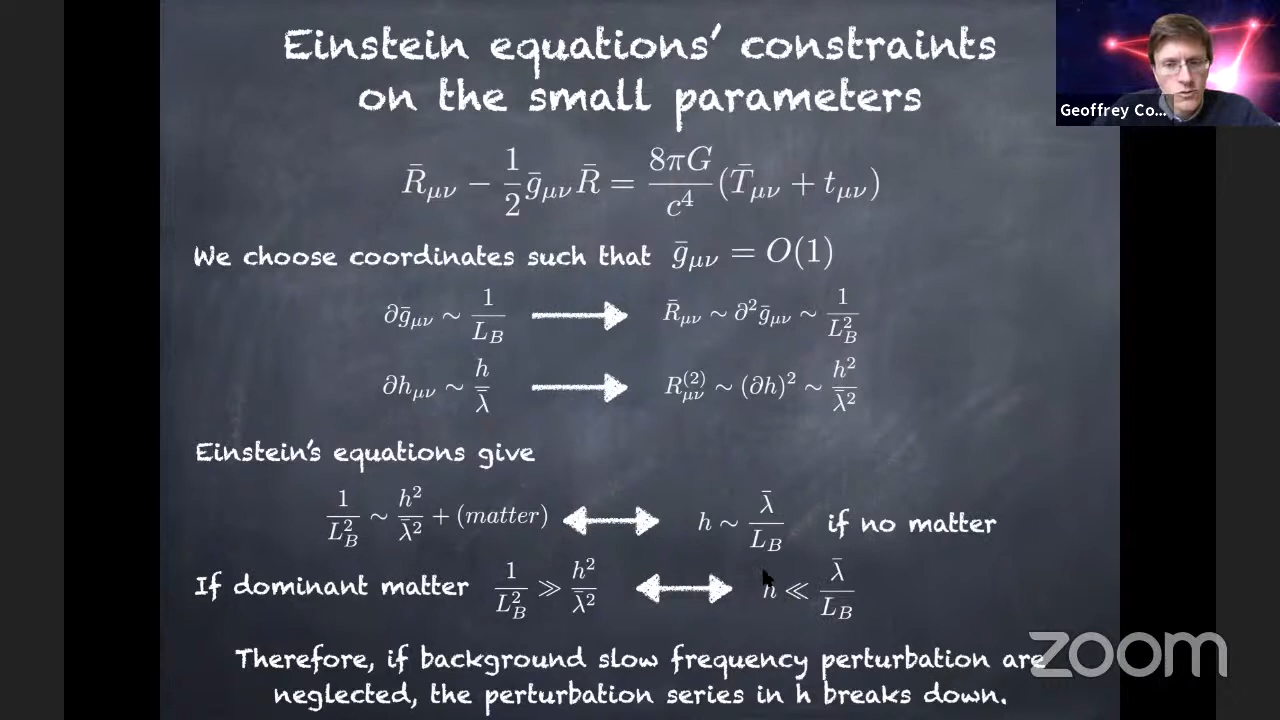 Einstein equations' constraints
on the small parameters
Geoffrey Co...
R̄_μν − 1/2 ḡ_μν R̄ = 8πG/c⁴ (T̄_μν + t_μν)
We choose coordinates such that ḡ_μν = O(1)
∂ḡ_μν ∼ 1/L_B → R̄_μν ∼ ∂²ḡ_μν ∼ 1/L_B²
∂h_μν ∼ h/λ̄ → R_μν^(2) ∼ (∂h)² ∼ h²/λ̄²
Einstein's equations give
1/L_B² ∼ h²/λ̄² + (matter) ↔ h ∼ λ̄/L_B if no matter
If dominant matter 1/L_B² ≫ h²/λ̄² ↔ h ≪ λ̄/L_B
Therefore, if background slow frequency perturbation are
neglected, the perturbation series in h breaks down.
zoom